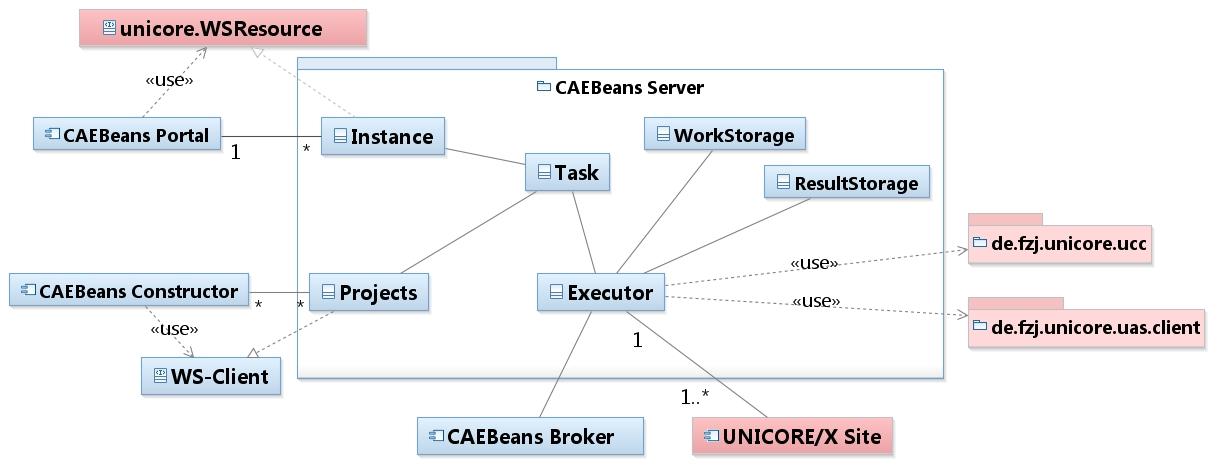 unicore.WSResource
«use»
CAEBeans Server
CAEBeans Portal
1
*
Instance
WorkStorage
Task
ResultStorage
de.fzj.unicore.ucc
«use»
CAEBeans Constructor
*
*
Projects
Executor
«use»
de.fzj.unicore.uas.client
«use»
1
WS-Client
1..*
CAEBeans Broker
UNICORE/X Site